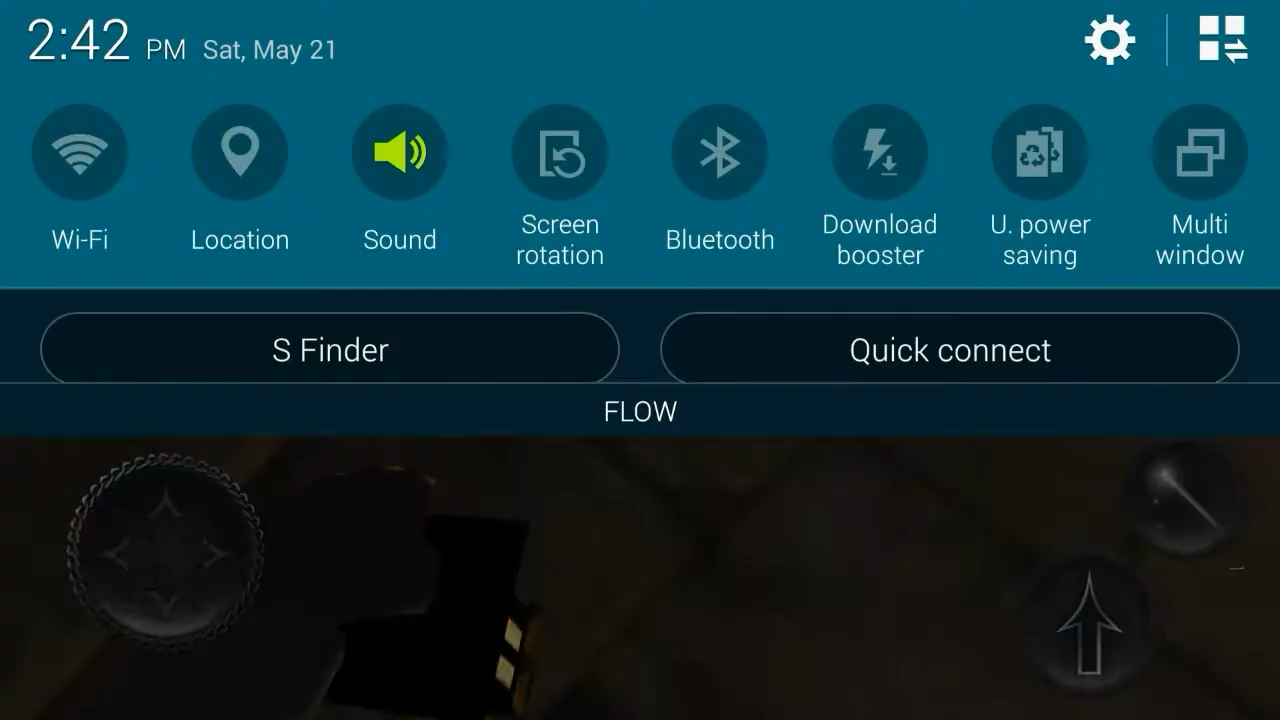 2:42 PM Sat, May 21
Wi-Fi
Location
Sound
Screen
rotation
Bluetooth
Download
booster
U. power
saving
Multi
window
S Finder
Quick connect
FLOW